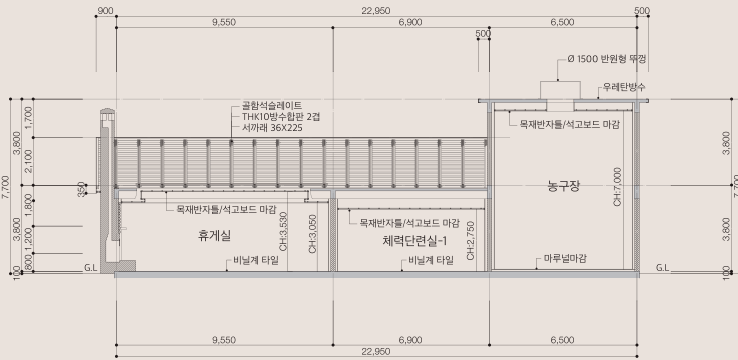 900
22,950
500
9,550
6,900
6,500
500
Ø 1500 반원형 뚜껑
우레탄방수
골함석슬레이트
THK10방수합판 2겹
서까래 36X225
목재반자틀/석고보드 마감
농구장
CH:7,000
1,700
3,800
2,100
7,700
350
1,800
3,800
1,200
800
100
G.L
목재반자틀/석고보드 마감
휴게실
CH:3,530
CH:3,050
비닐계 타일
목재반자틀/석고보드 마감
체력단련실-1
CH:2,750
비닐계 타일
마루널마감
G.L
3,800
7,700
3,800
100
9,550
6,900
6,500
22,950